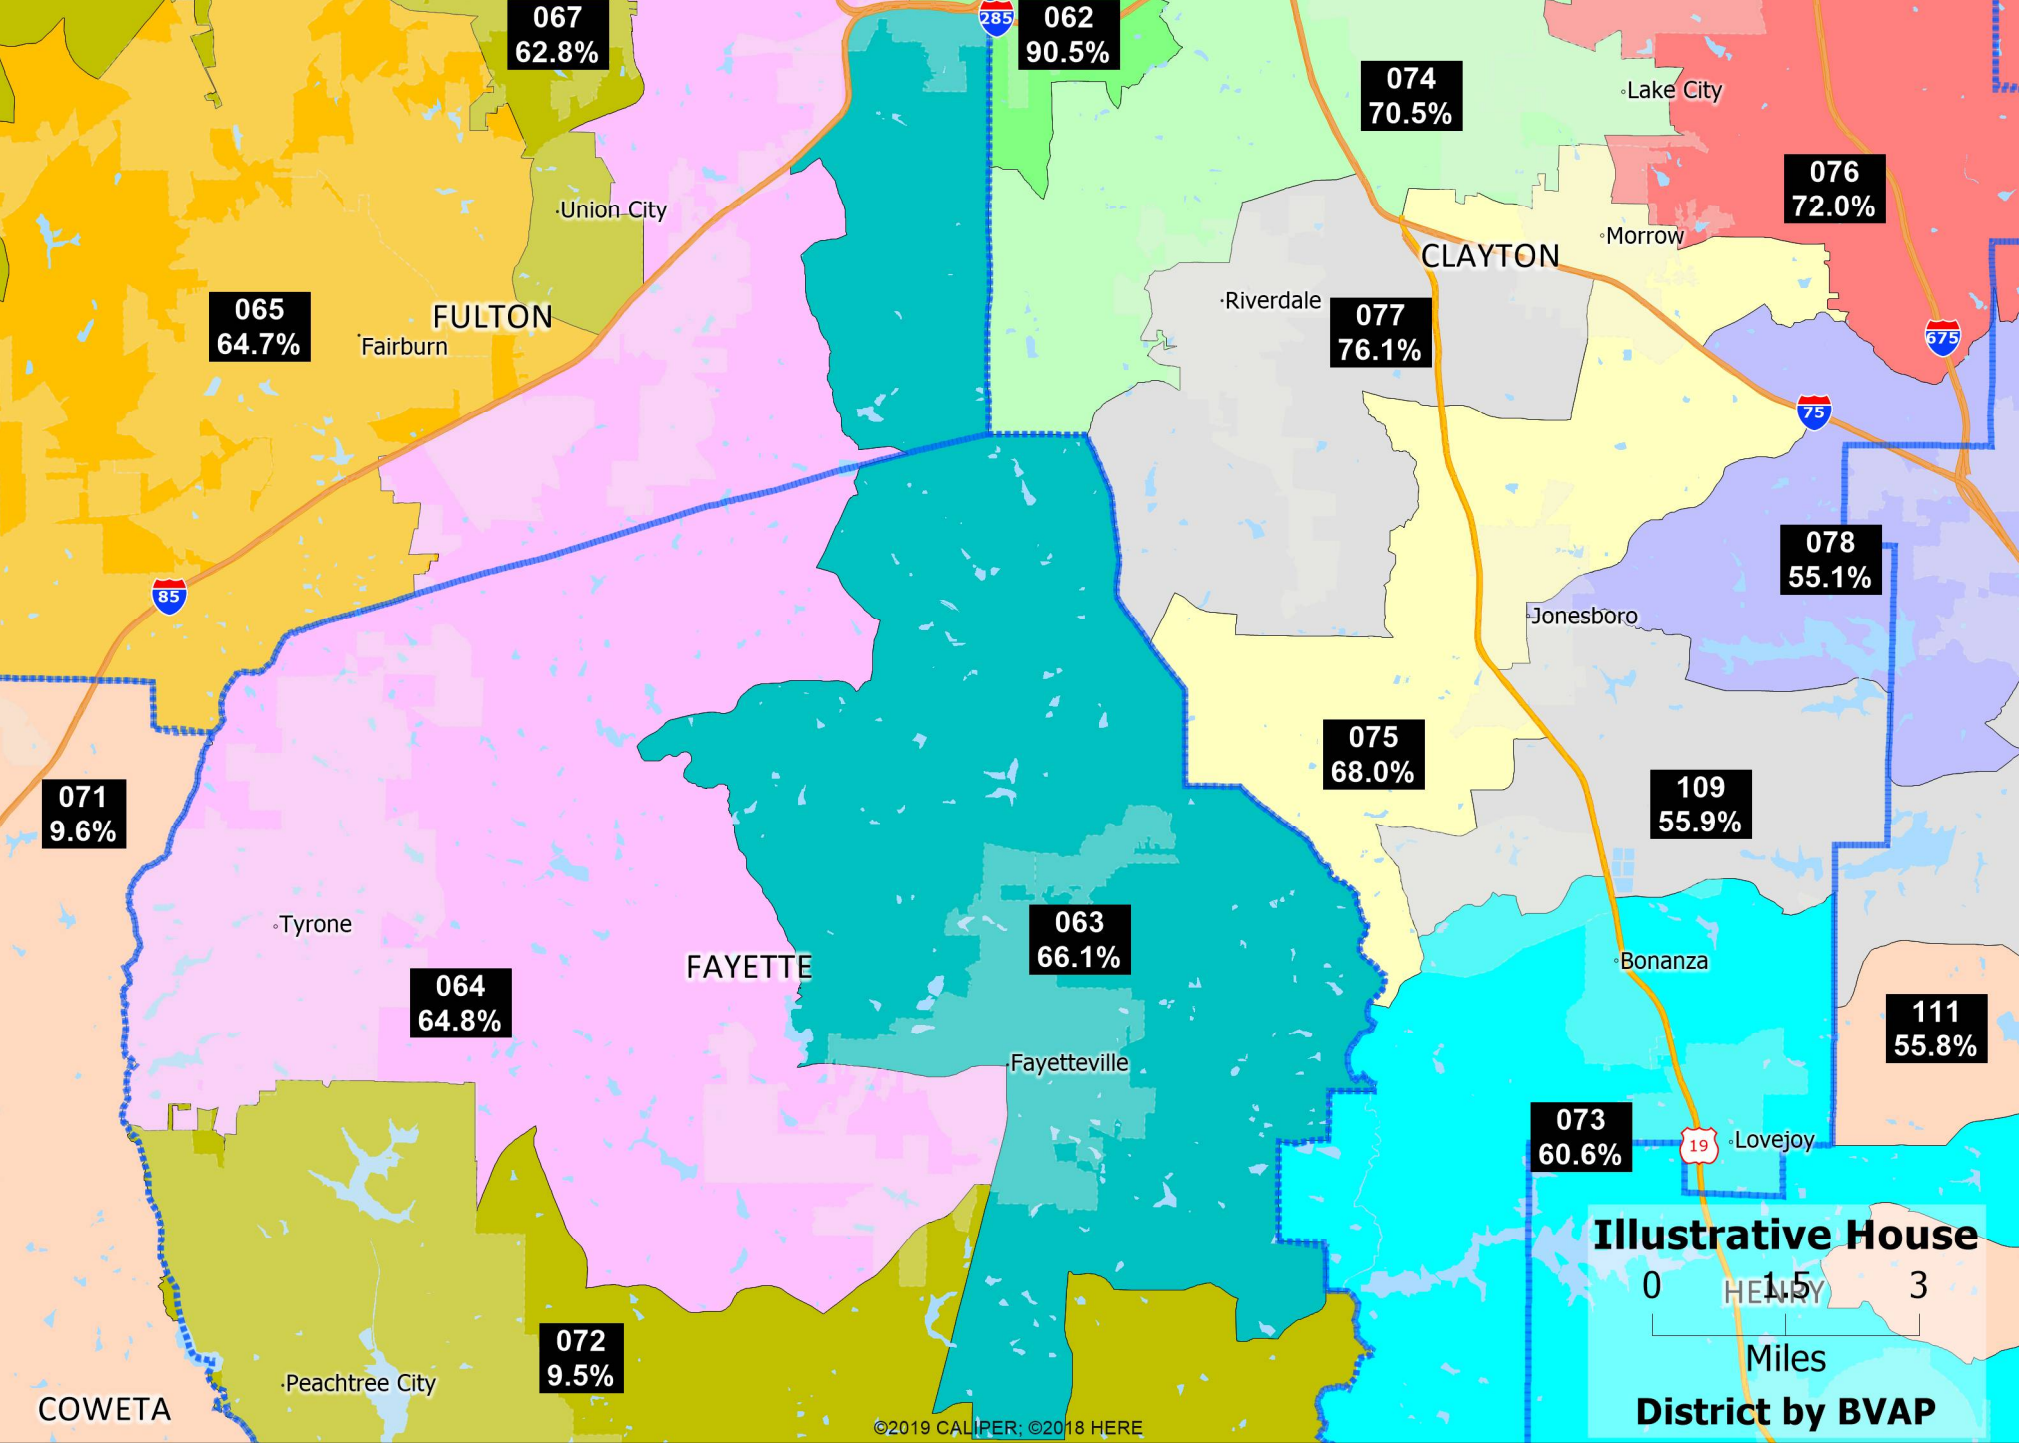 067
62.8%
285
062
90.5%
074
70.5%
Lake City
076
72.0%
Union City
Morrow
CLAYTON
065
64.7%
FULTON
Fairburn
Riverdale
077
76.1%
675
75
078
55.1%
85
Jonesboro
071
9.6%
075
68.0%
109
55.9%
Tyrone
FAYETTE
063
66.1%
Bonanza
064
64.8%
111
55.8%
Fayetteville
073
60.6%
19
Lovejoy
Illustrative House
0 1.5 3
HENRY
Miles
District by BVAP
072
9.5%
Peachtree City
COWETA
©2019 CALIPER; ©2018 HERE